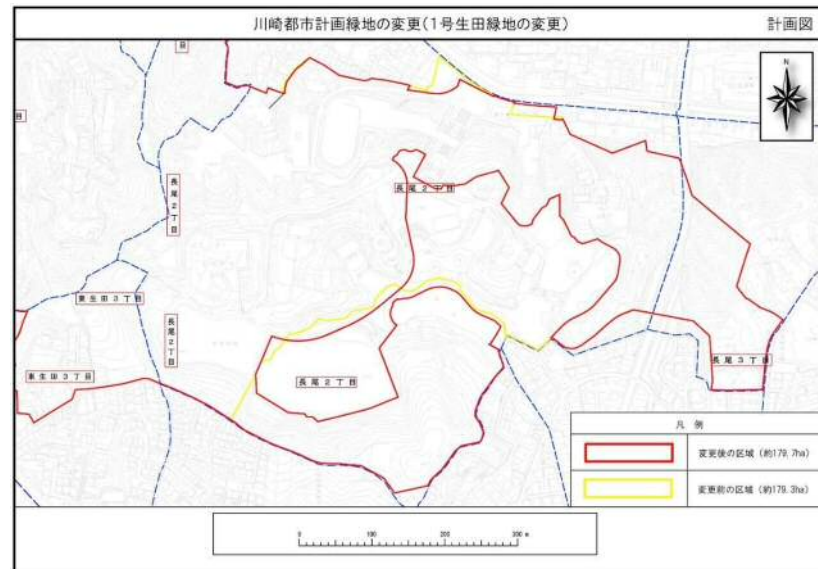 川崎都市計画緑地の変更(1号生田緑地の変更)
計画図
目
N
目
長尾2丁目
長尾2丁目
東生田3丁目
長尾2丁目
東生田3丁目
長尾2丁目
長尾3丁目
凡 例
変更後の区域 (約179.7ha)
変更前の区域 (約179.3ha)
0 100 200 300 m